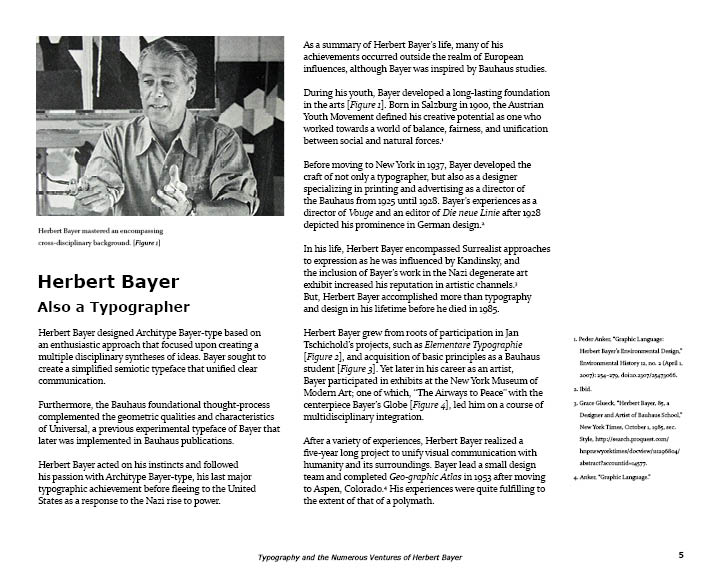 Herbert Bayer mastered an encompassing
cross-disciplinary background. [Figure 1]
Herbert Bayer
Also a Typographer
Herbert Bayer designed Architype Bayer-type based on
an enthusiastic approach that focused upon creating a
multiple disciplinary syntheses of ideas. Bayer sought to
create a simplified semiotic typeface that unified clear
communication.
Furthermore, the Bauhaus foundational thought-process
complemented the geometric qualities and characteristics
of Universal, a previous experimental typeface of Bayer that
later was implemented in Bauhaus publications.
Herbert Bayer acted on his instincts and followed
his passion with Architype Bayer-type, his last major
typographic achievement before fleeing to the United
States as a response to the Nazi rise to power.
As a summary of Herbert Bayer's life, many of his
achievements occurred outside the realm of European
influences, although Bayer was inspired by Bauhaus studies.
During his youth, Bayer developed a long-lasting foundation
in the arts [Figure 1]. Born in Salzburg in 1900, the Austrian
Youth Movement defined his creative potential as one who
worked towards a world of balance, fairness, and unification
between social and natural forces.¹
Before moving to New York in 1937, Bayer developed the
craft of not only a typographer, but also as a designer
specializing in printing and advertising as a director of
the Bauhaus from 1925 until 1928. Bayer's experiences as a
director of Vouge and an editor of Die neue Linie after 1928
depicted his prominence in German design.²
In his life, Herbert Bayer encompassed Surrealist approaches
to expression as he was influenced by Kandinsky, and
the inclusion of Bayer's work in the Nazi degenerate art
exhibit increased his reputation in artistic channels.³
But, Herbert Bayer accomplished more than typography
and design in his lifetime before he died in 1985.
Herbert Bayer grew from roots of participation in Jan
Tschichold's projects, such as Elementare Typographie
[Figure 2], and acquisition of basic principles as a Bauhaus
student [Figure 3]. Yet later in his career as an artist,
Bayer participated in exhibits at the New York Museum of
Modern Art; one of which, "The Airways to Peace" with the
centerpiece Bayer's Globe [Figure 4], led him on a course of
multidisciplinary integration.
After a variety of experiences, Herbert Bayer realized a
five-year long project to unify visual communication with
humanity and its surroundings. Bayer lead a small design
team and completed Geo-graphic Atlas in 1953 after moving
to Aspen, Colorado.⁴ His experiences were quite fulfilling to
the extent of that of a polymath.
1. Peder Anker, "Graphic Language:
Herbert Bayer's Environmental Design,"
Environmental History 12, no. 2 (April 1,
2007): 254–279, doi:10.2307/25473066.
2. Ibid.
3. Grace Glueck, "Herbert Bayer, 85, a
Designer and Artist of Bauhaus School,"
New York Times, October 1, 1985, sec.
Style, http://search.proquest.com/
4. Anker, "Graphic Language."
Typography and the Numerous Ventures of Herbert Bayer
5